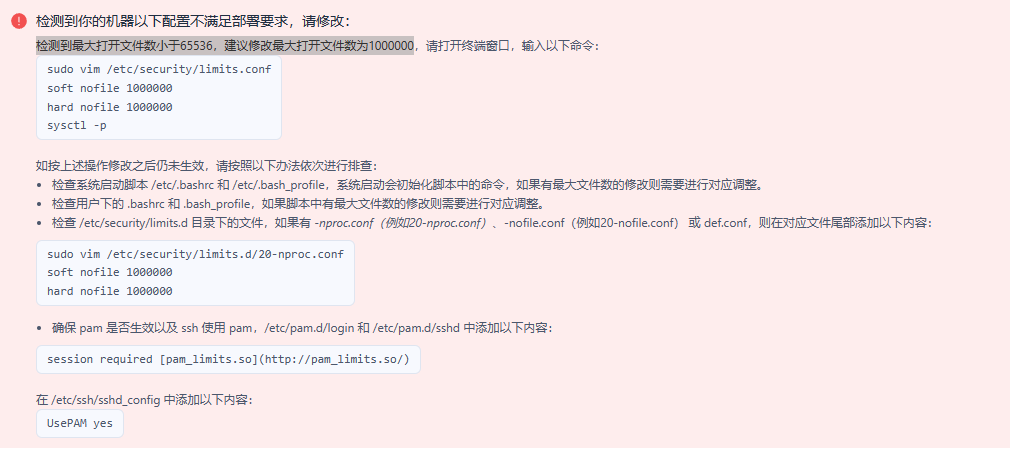 检测到你的机器以下配置不满足部署要求，请修改：
检测到最大打开文件数小于65536，建议修改最大打开文件数为1000000，请打开终端窗口，输入以下命令：
sudo vim /etc/security/limits.conf
soft nofile 1000000
hard nofile 1000000
sysctl -p
如按上述操作修改之后仍未生效，请按照以下办法依次进行排查：
• 检查系统启动脚本 /etc/.bashrc 和 /etc/.bash_profile，系统启动会初始化脚本中的命令，如果有最大文件数的修改则需要进行对应调整。
• 检查用户下的 .bashrc 和 .bash_profile，如果脚本中有最大文件数的修改则需要进行对应调整。
• 检查 /etc/security/limits.d 目录下的文件，如果有 -nproc.conf（例如20-nproc.conf）、-nofile.conf（例如20-nofile.conf） 或 def.conf，则在对应文件尾部添加以下内容：
sudo vim /etc/security/limits.d/20-nproc.conf
soft nofile 1000000
hard nofile 1000000
• 确保 pam 是否生效以及 ssh 使用 pam，/etc/pam.d/login 和 /etc/pam.d/sshd 中添加以下内容：
session required [pam_limits.so](http://pam_limits.so/)
在 /etc/ssh/sshd_config 中添加以下内容：
UsePAM yes